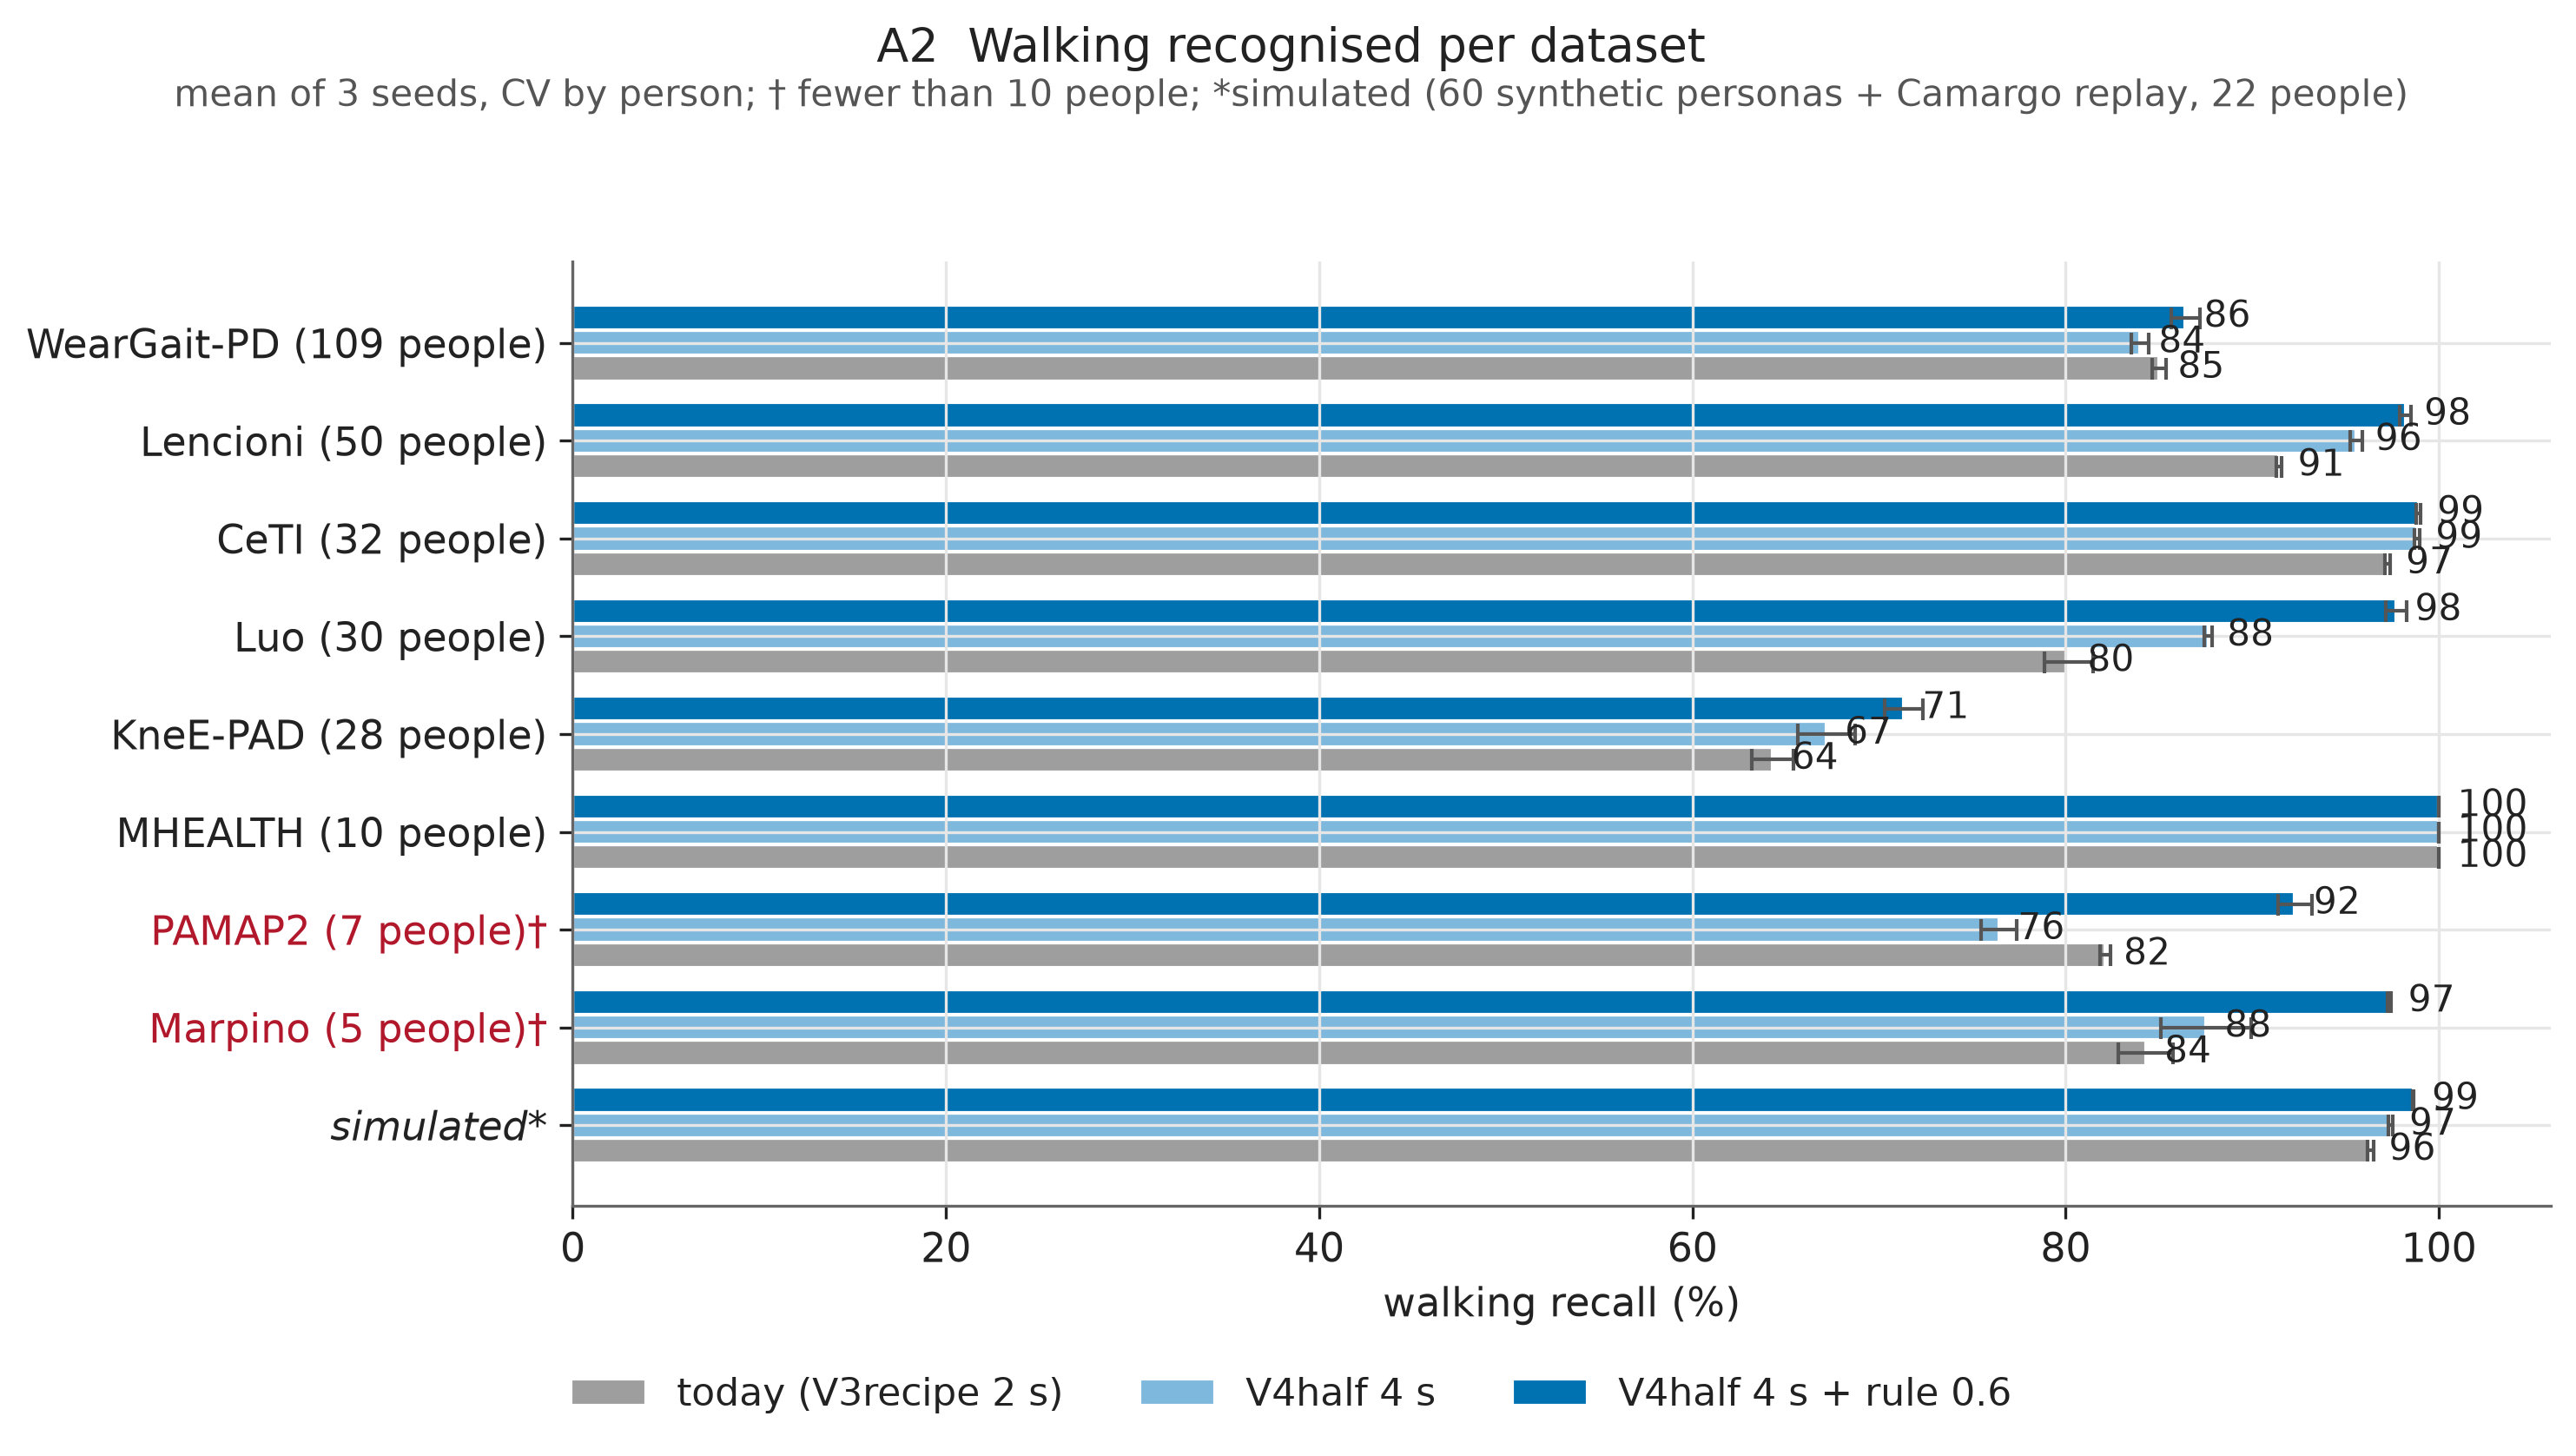 A2  Walking recognised per dataset
mean of 3 seeds, CV by person; † fewer than 10 people; *simulated (60 synthetic personas + Camargo replay, 22 people)
WearGait-PD (109 people)
86
84
85
Lencioni (50 people)
98
96
91
CeTI (32 people)
99
99
97
Luo (30 people)
98
88
80
KneE-PAD (28 people)
71
67
64
MHEALTH (10 people)
100
100
100
PAMAP2 (7 people)†
92
76
82
Marpino (5 people)†
97
88
84
simulated*
99
97
96
0 20 40 60 80 100
walking recall (%)
today (V3recipe 2 s) V4half 4 s V4half 4 s + rule 0.6